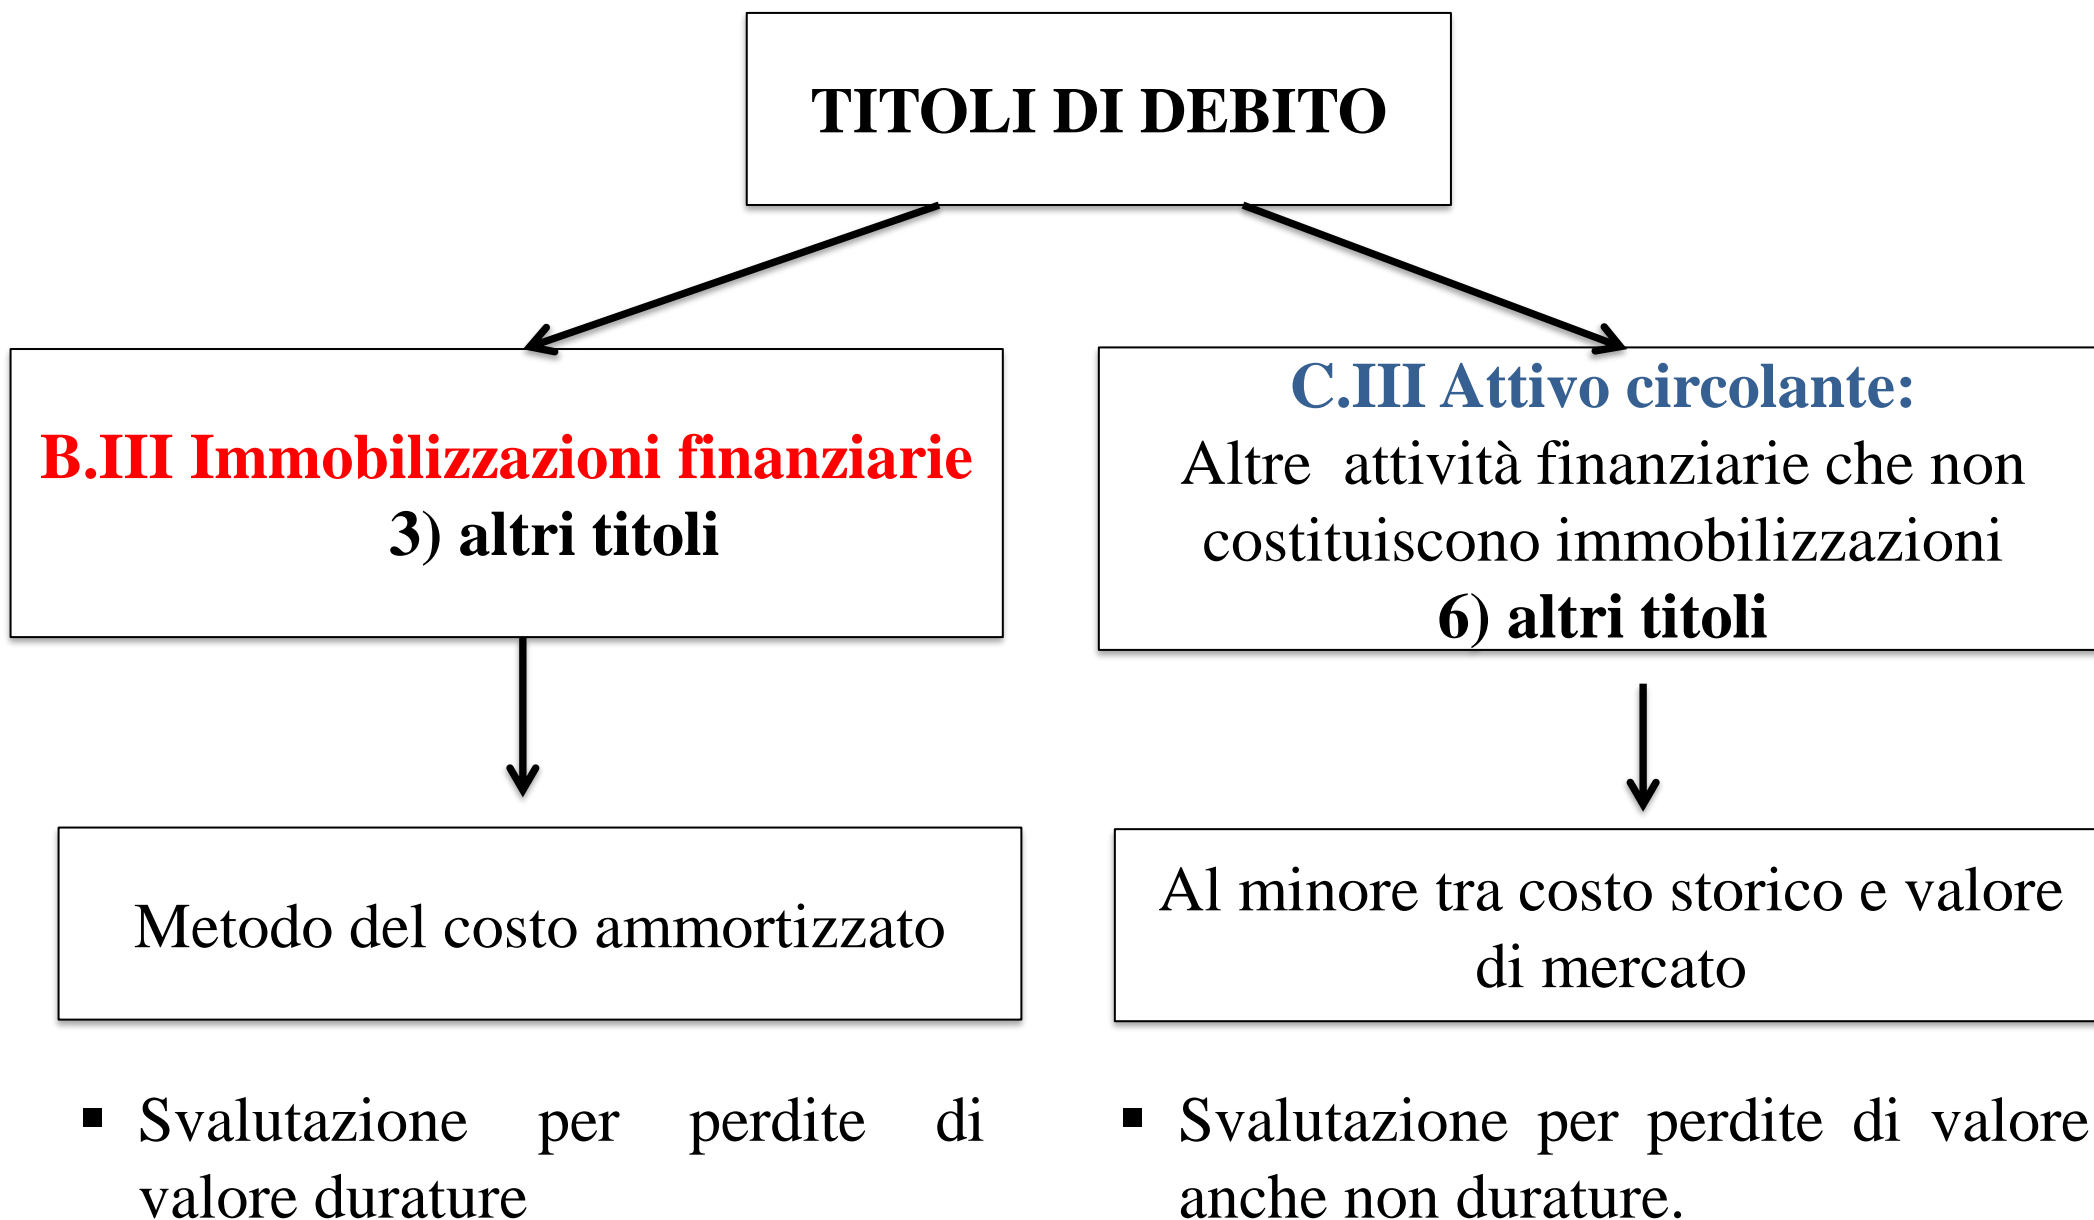 TITOLI DI DEBITO
B.III Immobilizzazioni finanziarie
3) altri titoli
C.III Attivo circolante:
Altre attività finanziarie che non
costituiscono immobilizzazioni
6) altri titoli
Metodo del costo ammortizzato
Al minore tra costo storico e valore
di mercato
▪ Svalutazione per perdite di
valore durature
▪ Svalutazione per perdite di valore
anche non durature.